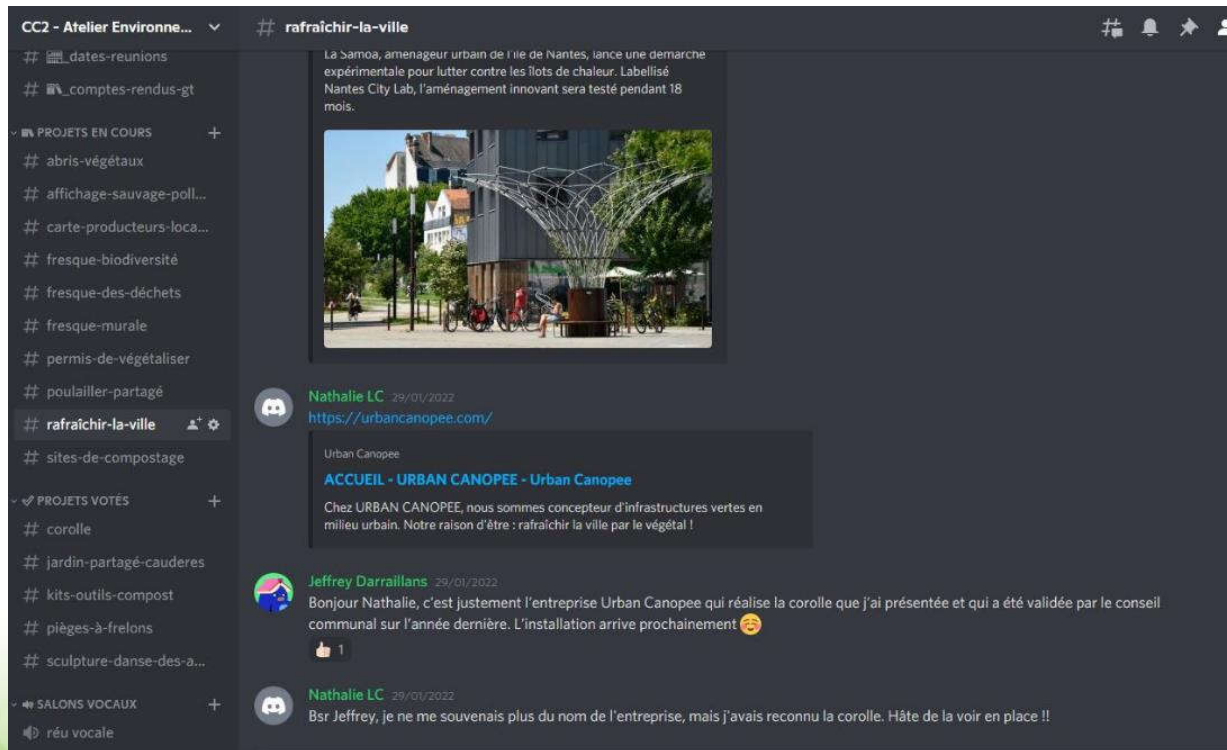 CC2 - Atelier Environne...
# dates-reunions
# comptes-rendus-gt
PROJETS EN COURS +
# abris-végétaux
# affichage-sauvage-poll...
# carte-producteurs-loca...
# fresque-biodiversité
# fresque-des-déchets
# fresque-murale
# permis-de-végétaliser
# poulailler-partagé
# rafraîchir-la-ville
# sites-de-compostage
PROJETS VOTÉS +
# corolle
# jardin-partagé-cauderes
# kits-outils-compost
# pièges-à-frelons
# sculpture-danse-des-a...
SALONS VOCAUX +
réu vocale
# rafraîchir-la-ville
La Samoa, aménageur urbain de l'île de Nantes, lance une démarche
expérimentale pour lutter contre les îlots de chaleur. Labellisé
Nantes City Lab, l'aménagement innovant sera testé pendant 18
mois.
Nathalie LC 29/01/2022
https://urbancanopee.com/
Urban Canopee
ACCUEIL - URBAN CANOPEE - Urban Canopee
Chez URBAN CANOPEE, nous sommes concepteur d'infrastructures vertes en
milieu urbain. Notre raison d'être : rafraîchir la ville par le végétal !
Jeffrey Darraillans 29/01/2022
Bonjour Nathalie, c'est justement l'entreprise Urban Canopee qui réalise la corolle que j'ai présentée et qui a été validée par le conseil
communal sur l'année dernière. L'installation arrive prochainement ☺️
👍🏻 1
Nathalie LC 29/01/2022
Bsr Jeffrey, je ne me souvenais plus du nom de l'entreprise, mais j'avais reconnu la corolle. Hâte de la voir en place !!